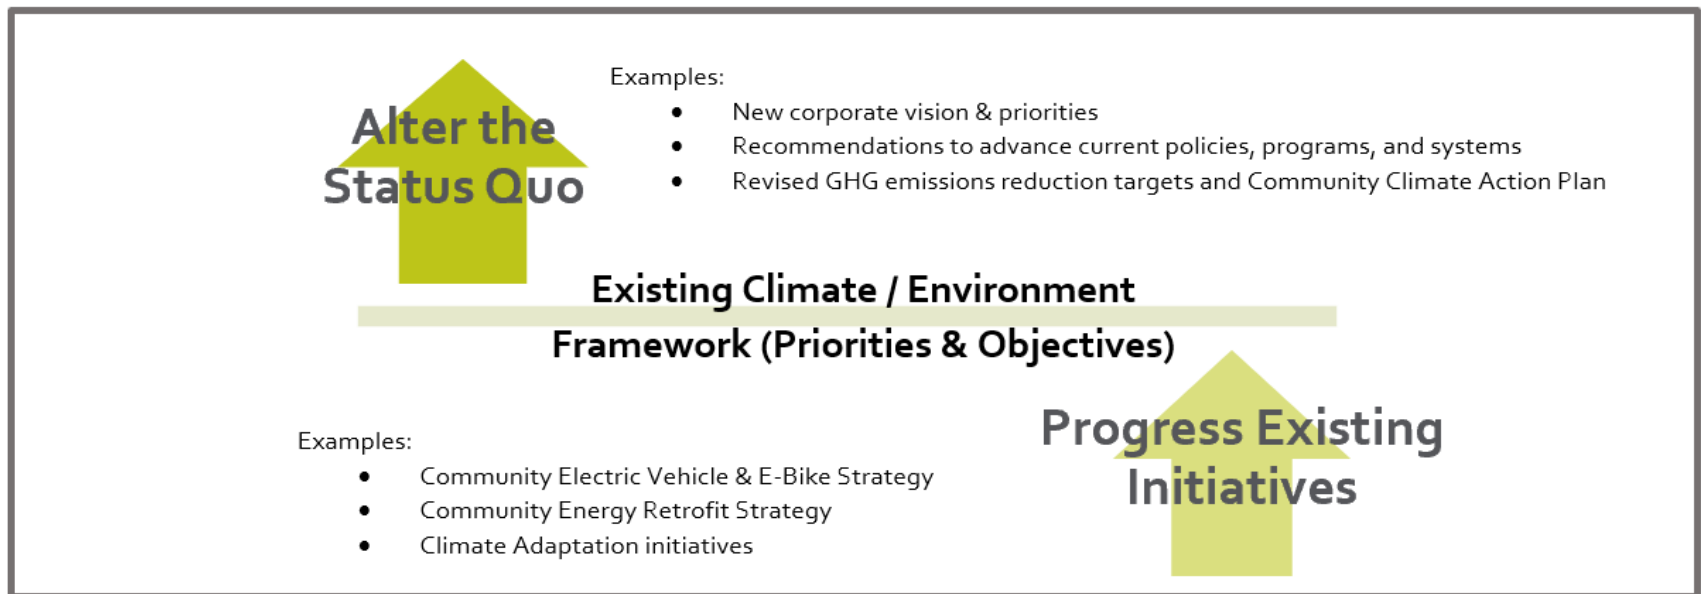 Alter the
Status Quo
Examples:
• New corporate vision & priorities
• Recommendations to advance current policies, programs, and systems
• Revised GHG emissions reduction targets and Community Climate Action Plan
Existing Climate / Environment
Framework (Priorities & Objectives)
Examples:
• Community Electric Vehicle & E-Bike Strategy
• Community Energy Retrofit Strategy
• Climate Adaptation initiatives
Progress Existing
Initiatives